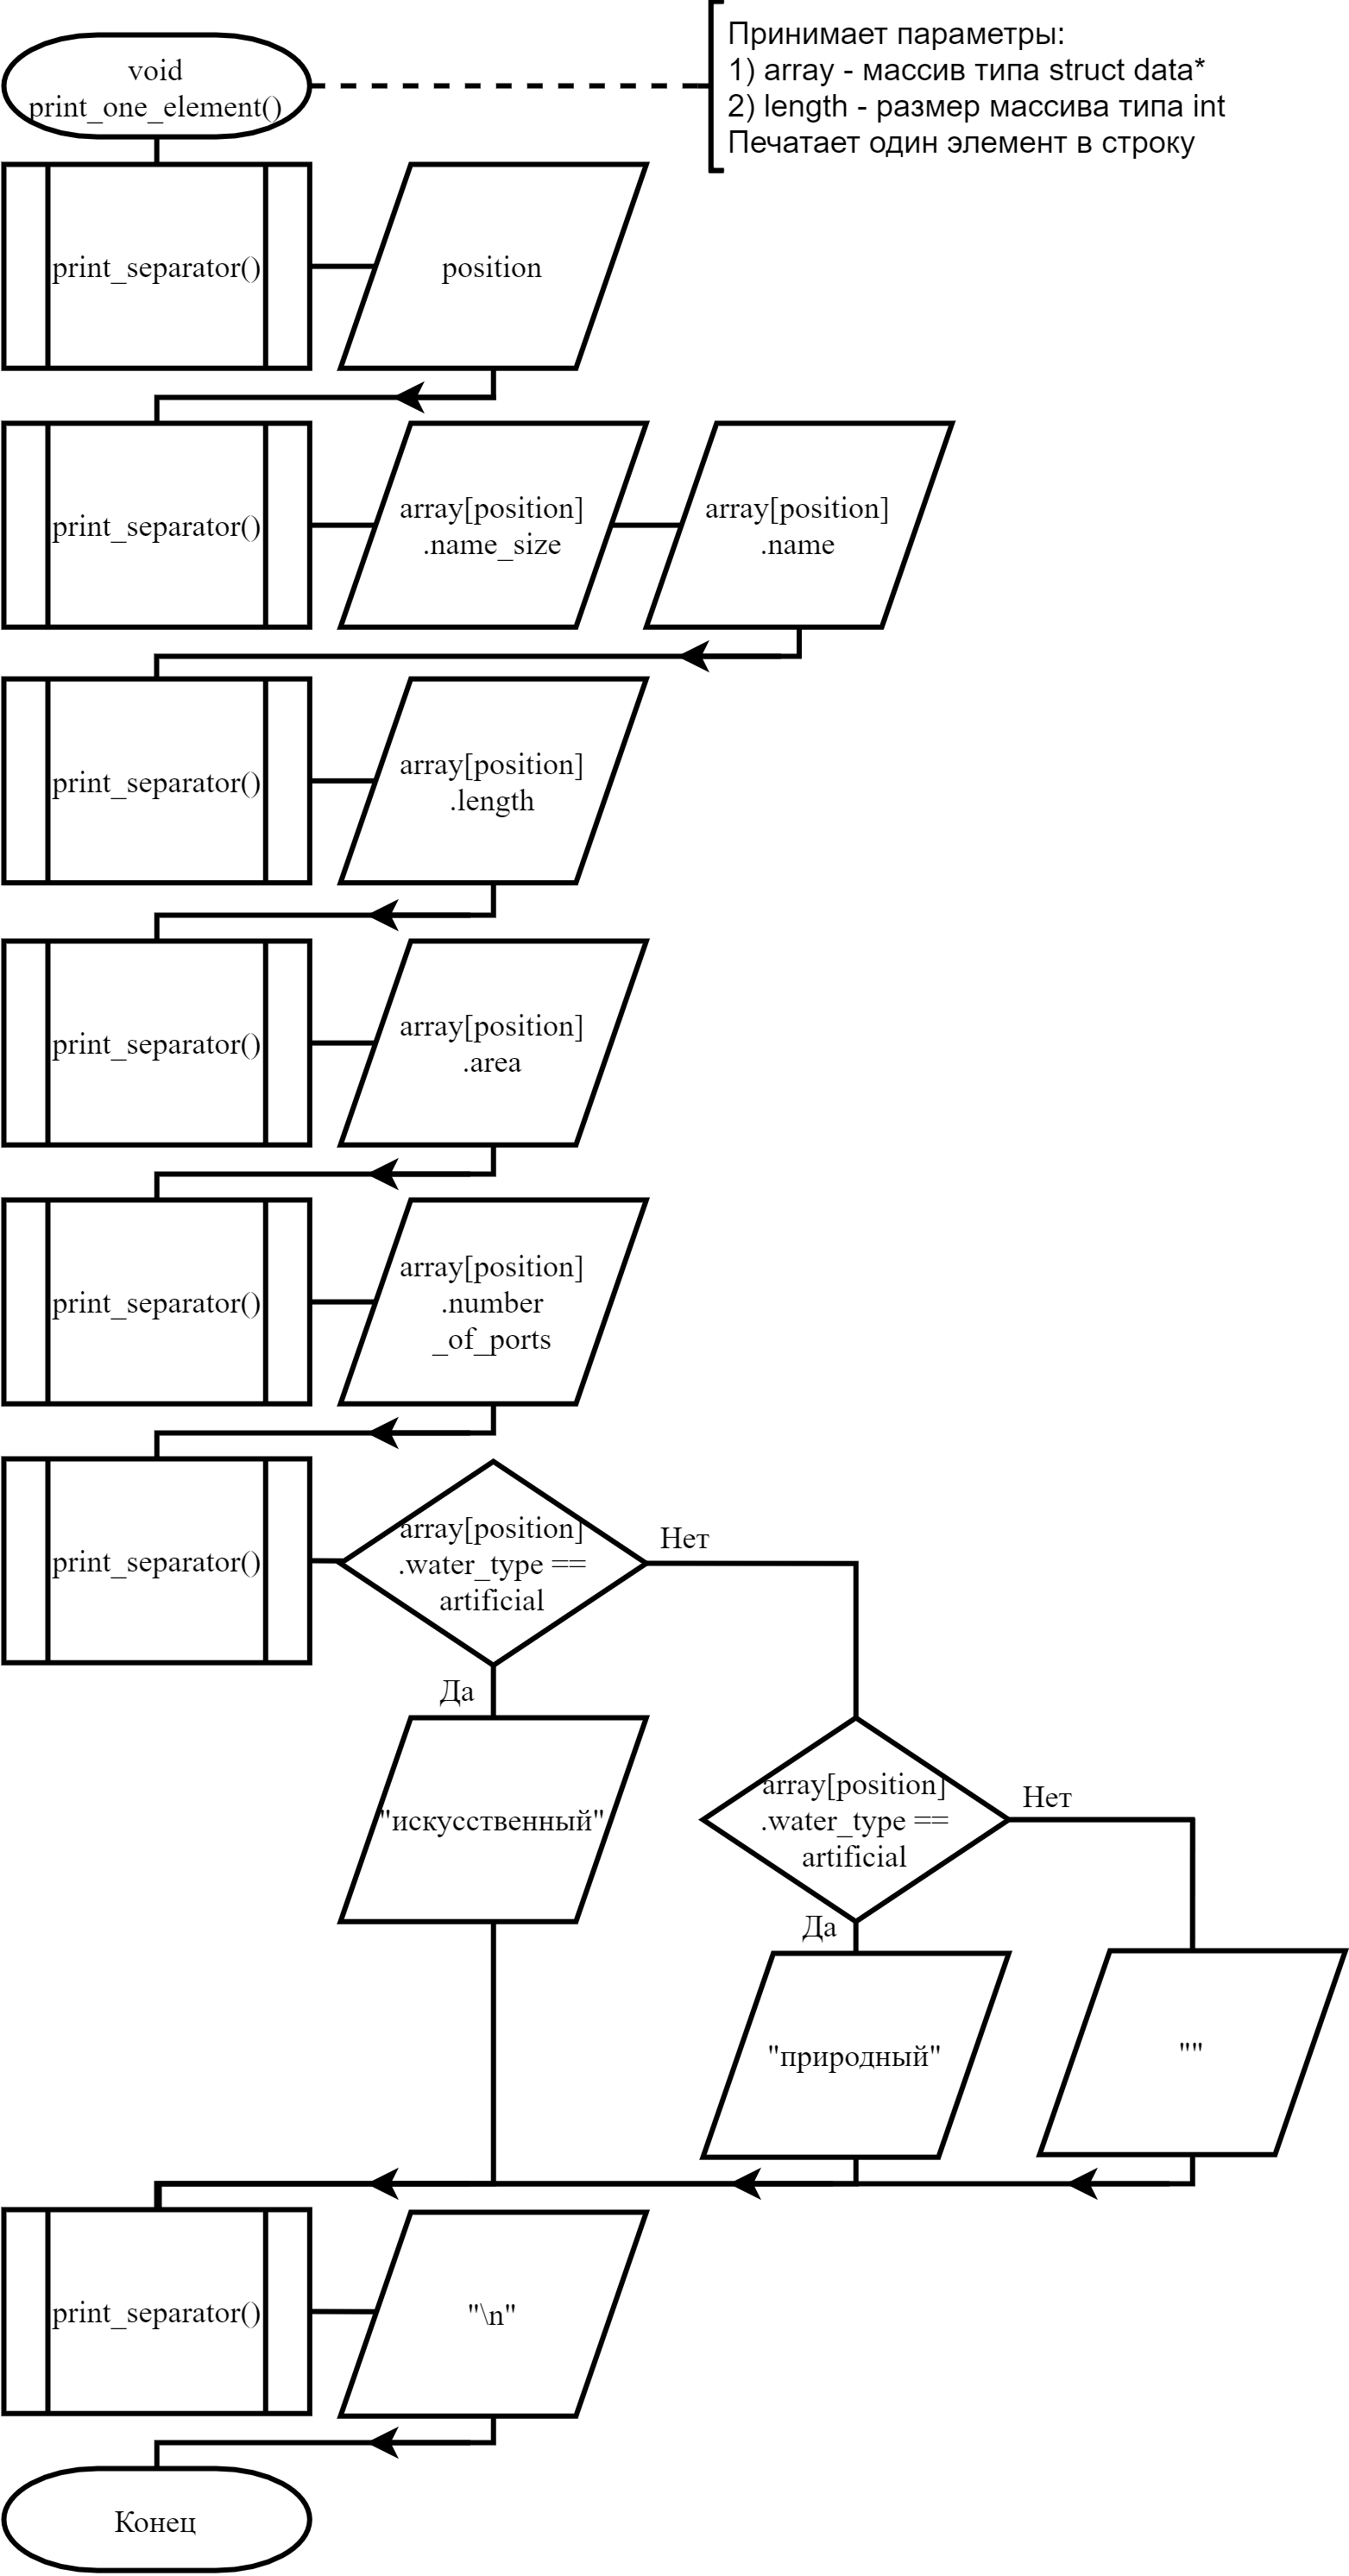 void
print_one_element()
Принимает параметры:
1) array - массив типа struct data*
2) length - размер массива типа int
Печатает один элемент в строку
print_separator()
position
print_separator()
array[position]
.name_size
array[position]
.name
print_separator()
array[position]
.length
print_separator()
array[position]
.area
print_separator()
array[position]
.number
_of_ports
print_separator()
array[position]
.water_type ==
artificial
Нет
Да
"искусственный"
array[position]
.water_type ==
artificial
Нет
Да
"природный"
""
print_separator()
"\n"
Конец